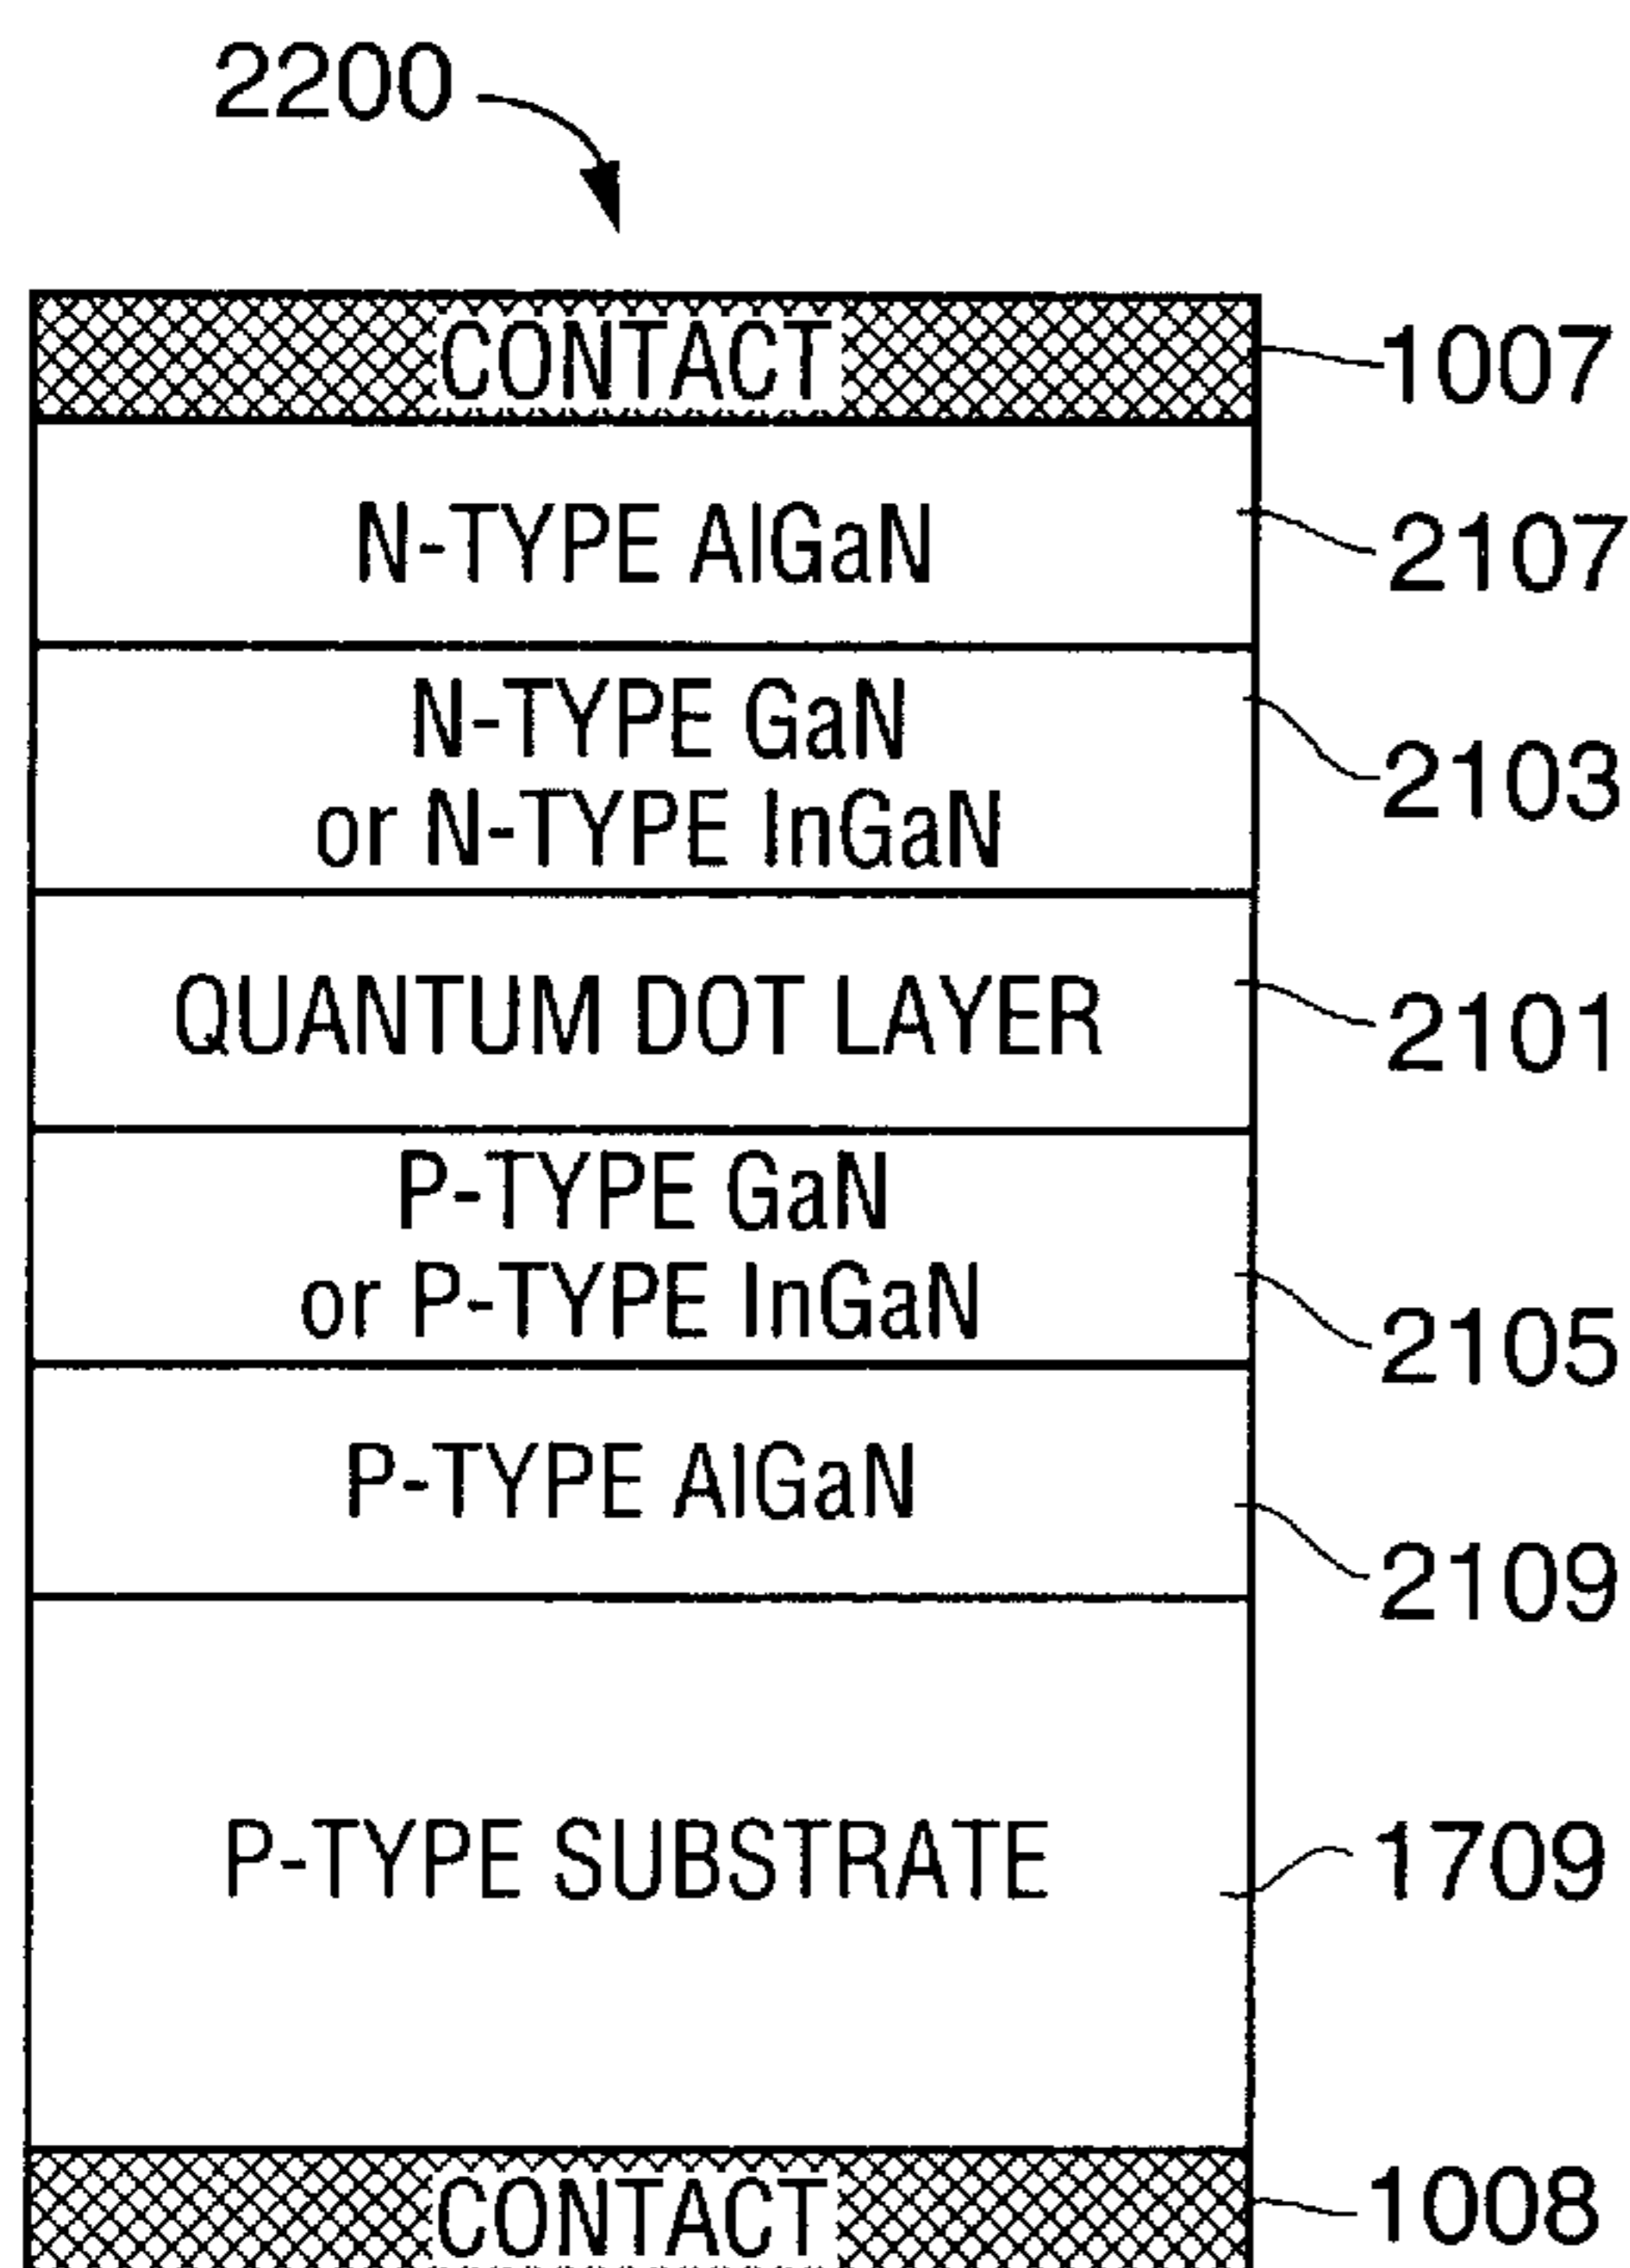 2200
CONTACT 1007
N-TYPE AlGaN 2107
N-TYPE GaN
or N-TYPE InGaN 2103
QUANTUM DOT LAYER 2101
P-TYPE GaN
or P-TYPE InGaN 2105
P-TYPE AlGaN 2109
P-TYPE SUBSTRATE 1709
CONTACT 1008